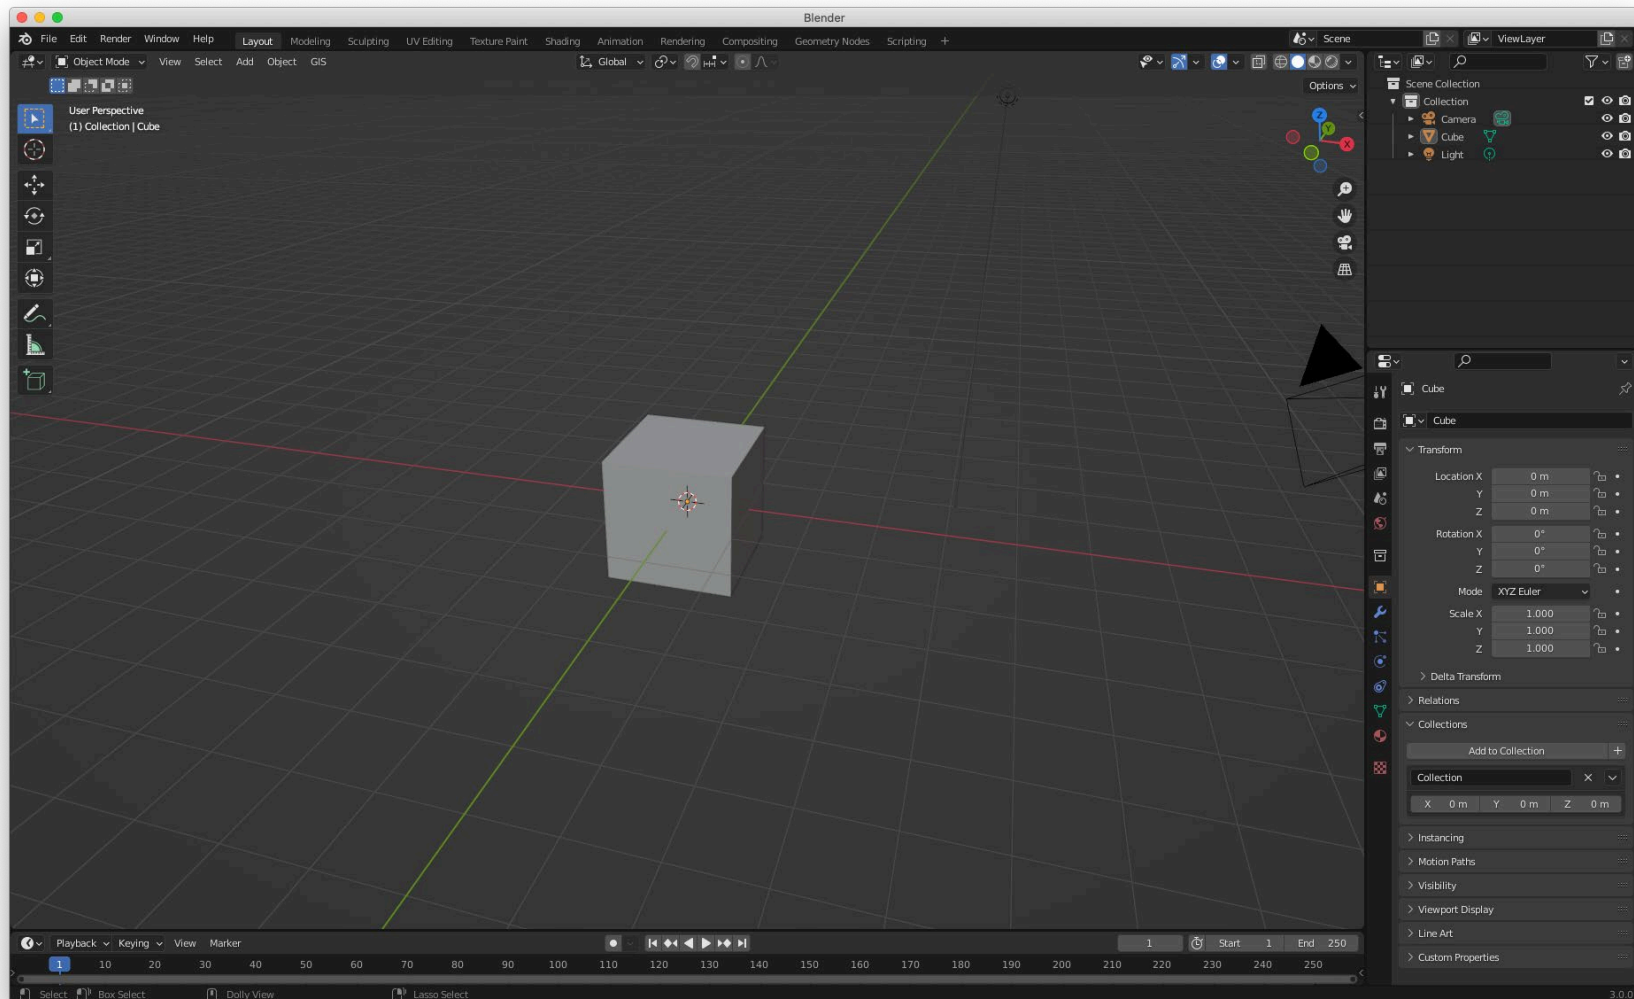 Blender
File Edit Render Window Help Layout Modeling Sculpting UV Editing Texture Paint Shading Animation Rendering Compositing Geometry Nodes Scripting + Scene ViewLayer
Object Mode View Select Add Object GIS Global
Options
User Perspective
(1) Collection | Cube
Z
Y
X
Scene Collection
Collection
Camera
Cube
Light
Cube
Cube
Transform
Location X 0 m
Y 0 m
Z 0 m
Rotation X 0°
Y 0°
Z 0°
Mode XYZ Euler
Scale X 1.000
Y 1.000
Z 1.000
Delta Transform
Relations
Collections
Add to Collection +
Collection
X 0 m Y 0 m Z 0 m
Instancing
Motion Paths
Visibility
Viewport Display
Line Art
Custom Properties
Playback Keying View Marker 1 Start 1 End 250
1 10 20 30 40 50 60 70 80 90 100 110 120 130 140 150 160 170 180 190 200 210 220 230 240 250
Select Box Select Dolly View Lasso Select 3.0.0